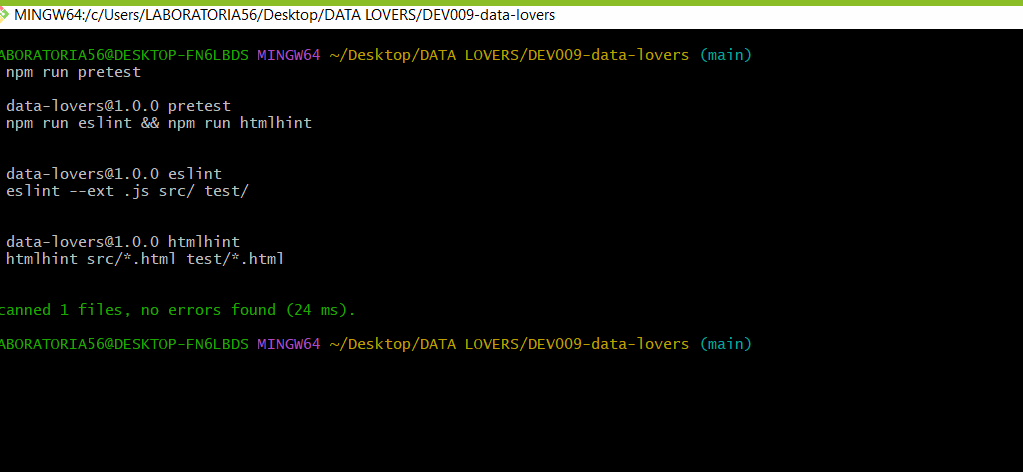 MINGW64:/c/Users/LABORATORIA56/Desktop/DATA LOVERS/DEV009-data-lovers
ABORATORIA56@DESKTOP-FN6LBDS MINGW64 ~/Desktop/DATA LOVERS/DEV009-data-lovers (main)
npm run pretest
data-lovers@1.0.0 pretest
npm run eslint && npm run htmlhint
data-lovers@1.0.0 eslint
eslint --ext .js src/ test/
data-lovers@1.0.0 htmlhint
htmlhint src/*.html test/*.html
canned 1 files, no errors found (24 ms).
ABORATORIA56@DESKTOP-FN6LBDS MINGW64 ~/Desktop/DATA LOVERS/DEV009-data-lovers (main)